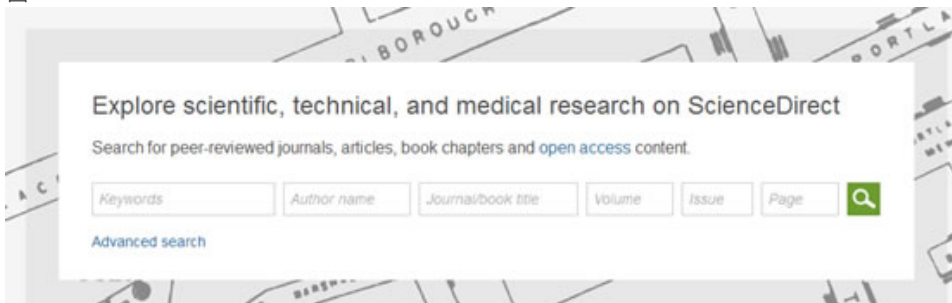 Explore scientific, technical, and medical research on ScienceDirect
Search for peer-reviewed journals, articles, book chapters and open access content.
Keywords Author name Journal/book title Volume Issue Page
Advanced search